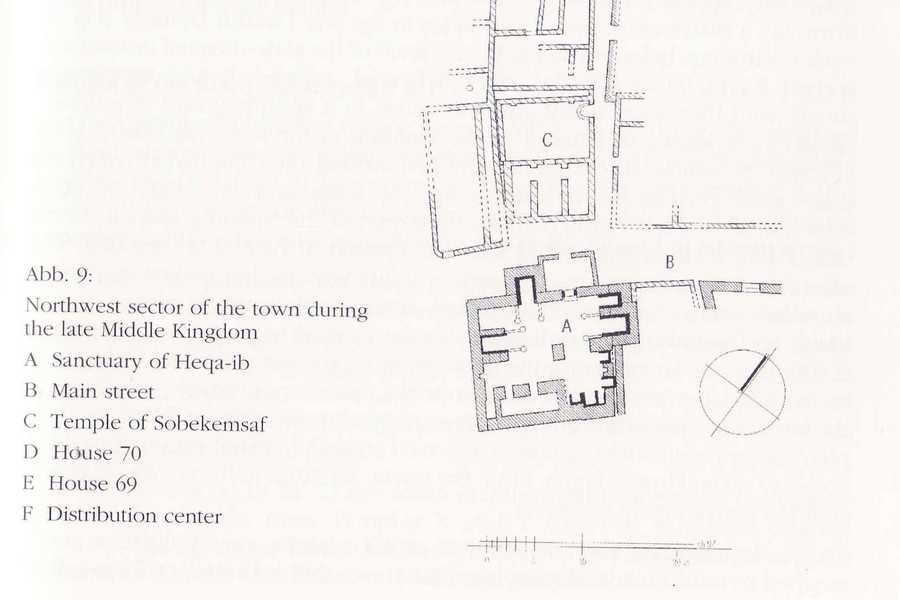 C
B
A
Abb. 9:
Northwest sector of the town during
the late Middle Kingdom
A Sanctuary of Heqa-ib
B Main street
C Temple of Sobekemsaf
D House 70
E House 69
F Distribution center